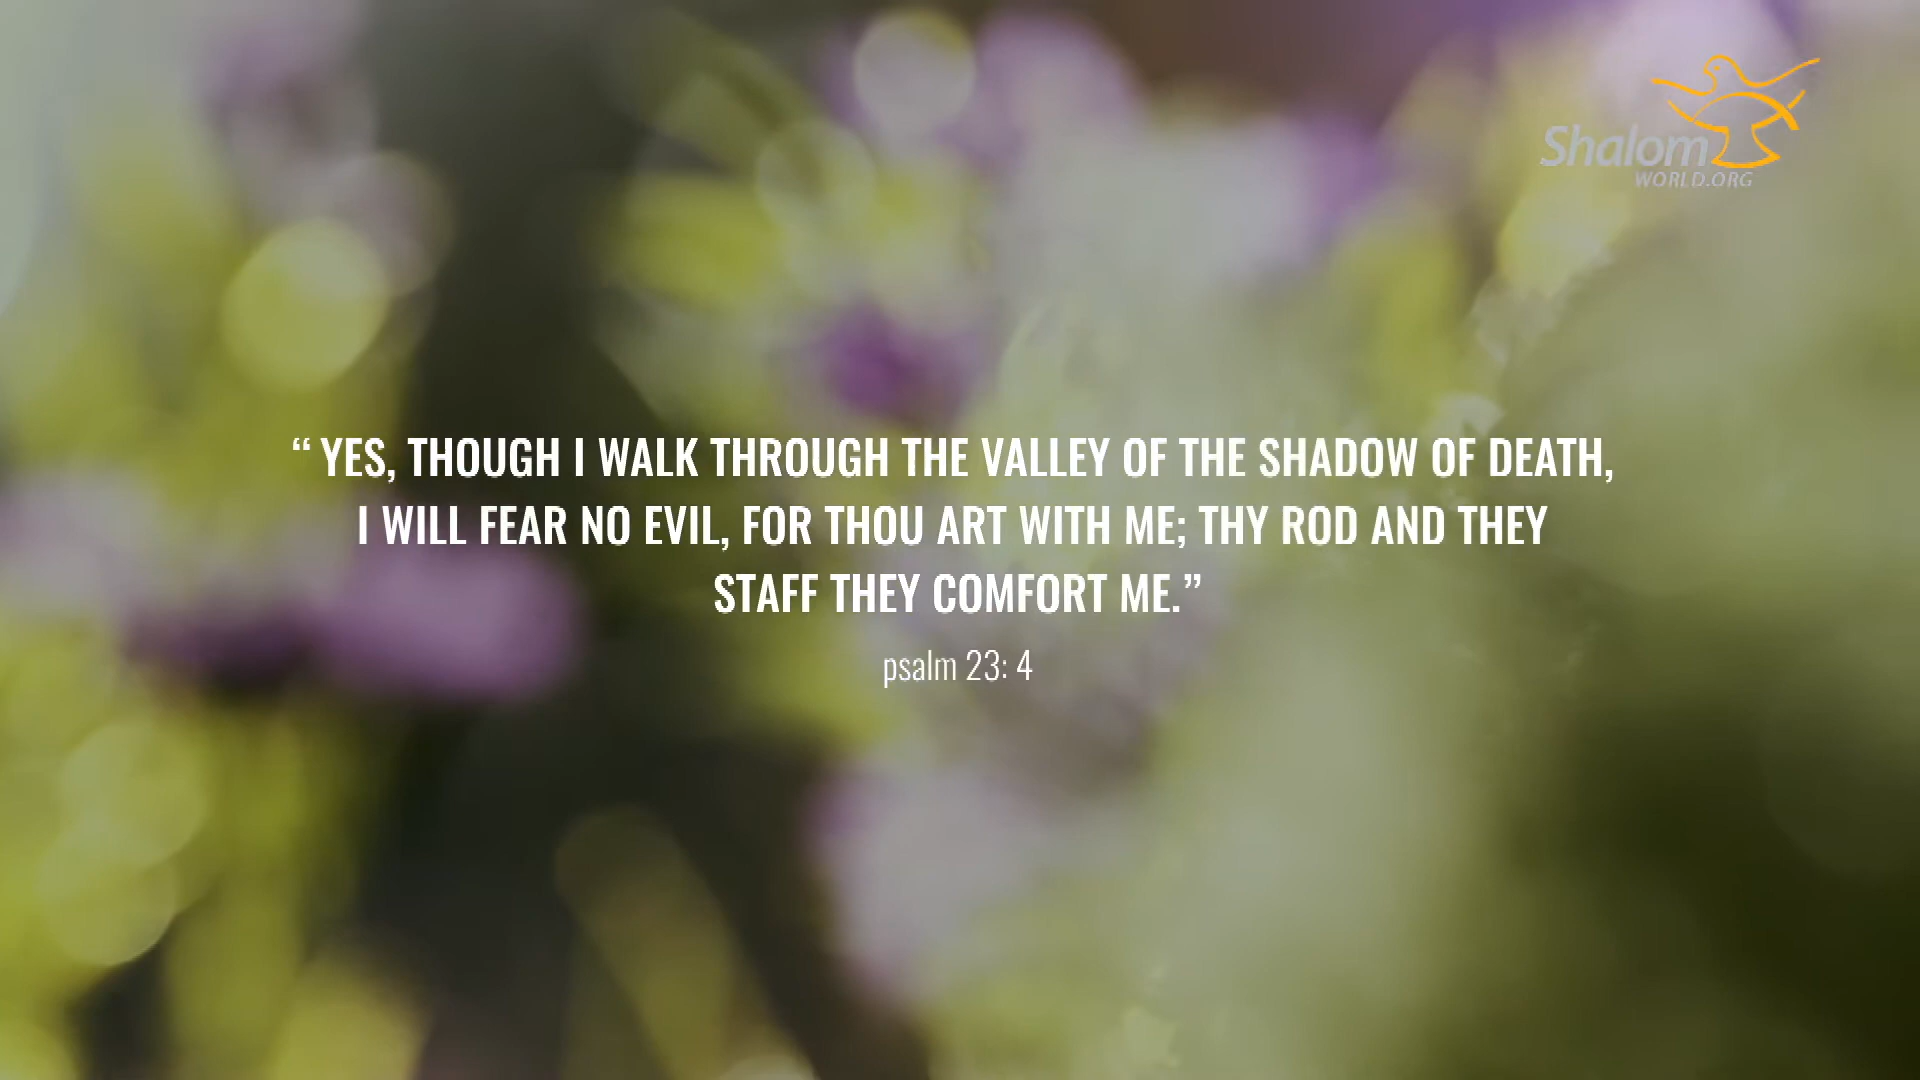 Shalom
WORLD.ORG
“ YES, THOUGH I WALK THROUGH THE VALLEY OF THE SHADOW OF DEATH,
I WILL FEAR NO EVIL, FOR THOU ART WITH ME; THY ROD AND THEY
STAFF THEY COMFORT ME.”
psalm 23: 4